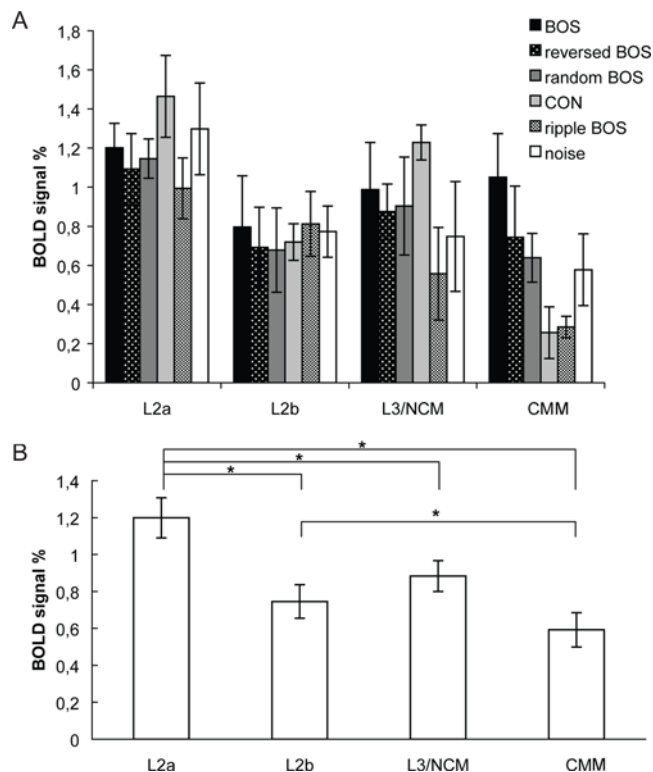 A
BOS
reversed BOS
random BOS
CON
ripple BOS
noise
BOLD signal %
1,8
1,6
1,4
1,2
1
0,8
0,6
0,4
0,2
0
L2a L2b L3/NCM CMM
B
* * * *
BOLD signal %
1,4
1,2
1
0,8
0,6
0,4
0,2
0
L2a L2b L3/NCM CMM